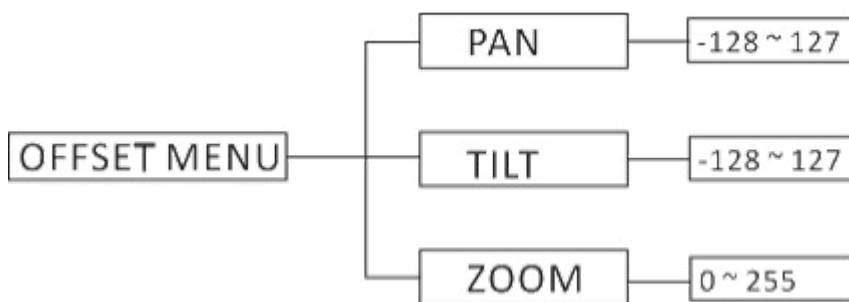 PAN
-128 ~ 127
OFFSET MENU
TILT
-128 ~ 127
ZOOM
0 ~ 255